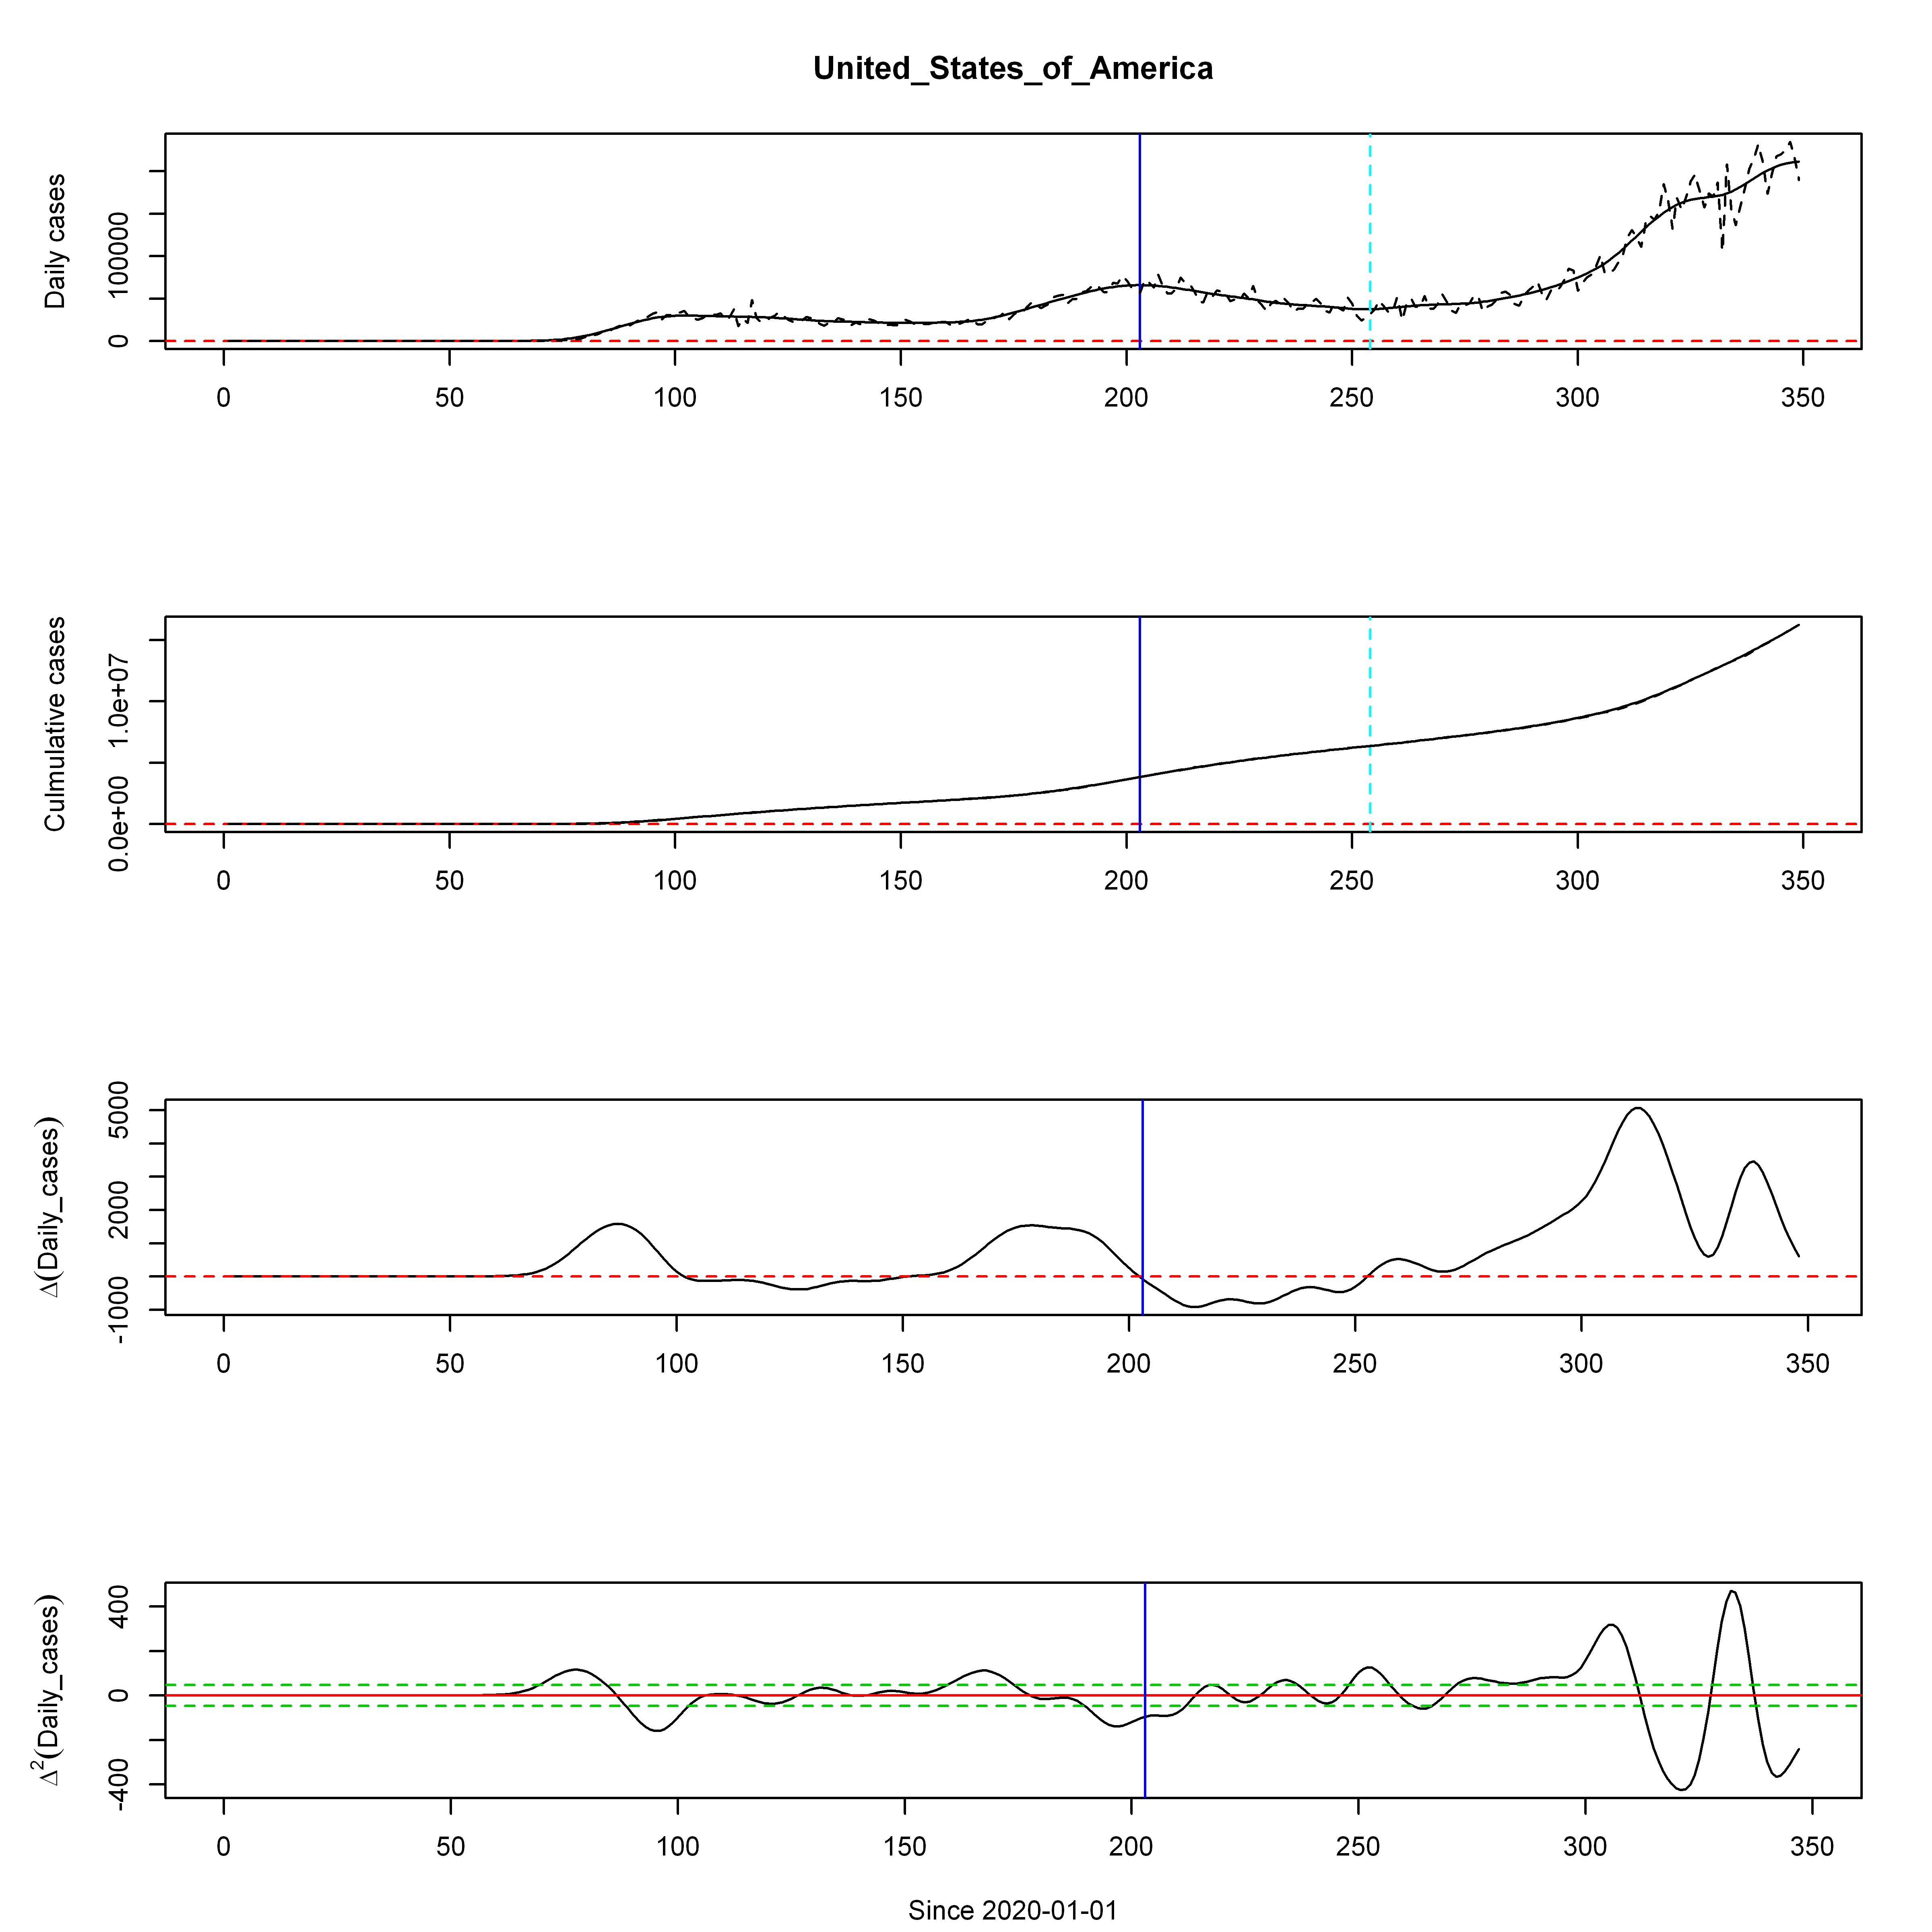 United_States_of_America
Daily cases
0
100000
0 50 100 150 200 250 300 350
Culmulative cases
0.0e+00
1.0e+07
0 50 100 150 200 250 300 350
Δ(Daily_cases)
-1000
2000
5000
0 50 100 150 200 250 300 350
Δ²(Daily_cases)
-400
0
400
0 50 100 150 200 250 300 350
Since 2020-01-01